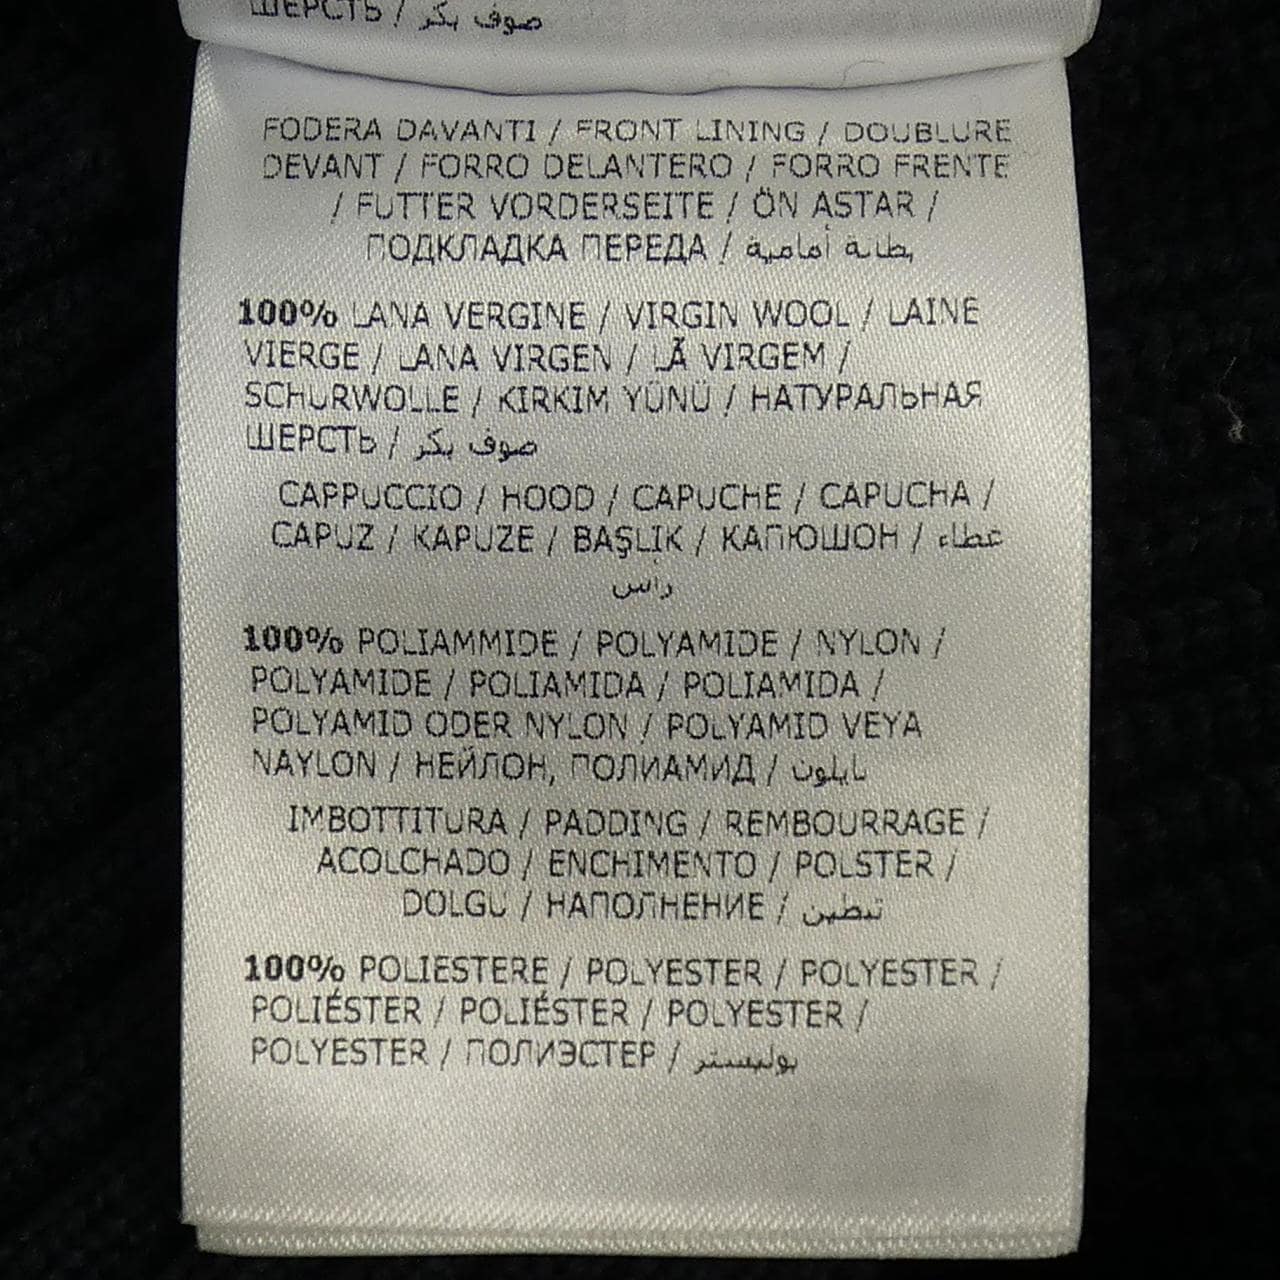 ШЕРСТЬ / صوف بكر
FODERA DAVANTI / FRONT LINING / DOUBLURE
DEVANT / FORRO DELANTERO / FORRO FRENTE
/ FUTTER VORDERSEITE / ÖN ASTAR /
ПОДКЛАДКА ПЕРЕДА / بطانة أمامية
100% LANA VERGINE / VIRGIN WOOL / LAINE
VIERGE / LANA VIRGEN / LÃ VIRGEM /
SCHURWOLLE / KIRKIM YÜNÜ / НАТУРАЛЬНАЯ
ШЕРСТЬ / صوف بكر
CAPPUCCIO / HOOD / CAPUCHE / CAPUCHA /
CAPUZ / KAPUZE / BAŞLIK / КАПЮШОН / غطاء
رأس
100% POLIAMMIDE / POLYAMIDE / NYLON /
POLYAMIDE / POLIAMIDA / POLIAMIDA /
POLYAMID ODER NYLON / POLYAMID VEYA
NAYLON / НЕЙЛОН, ПОЛИАМИД / نايلون
IMBOTTITURA / PADDING / REMBOURRAGE /
ACOLCHADO / ENCHIMENTO / POLSTER /
DOLGU / НАПОЛНЕНИЕ / تبطين
100% POLIESTERE / POLYESTER / POLYESTER /
POLIÉSTER / POLIÉSTER / POLYESTER /
POLYESTER / ПОЛИЭСТЕР / بوليستر